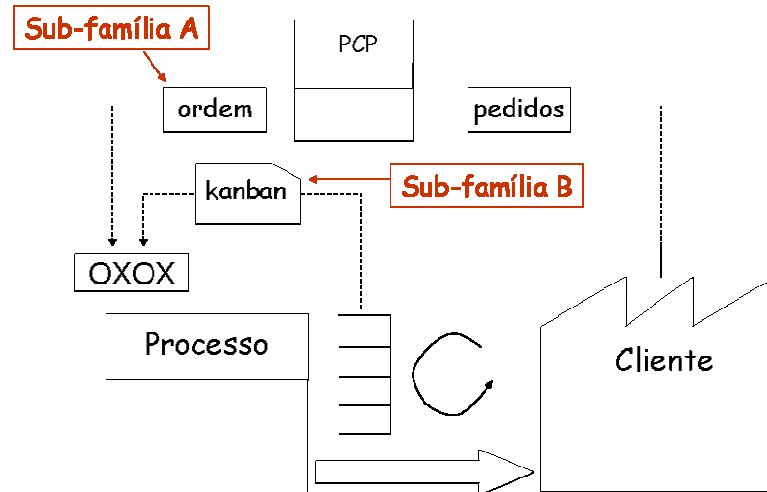 Sub-família A
PCP
ordem
pedidos
kanban
Sub-família B
OXOX
Processo
Cliente